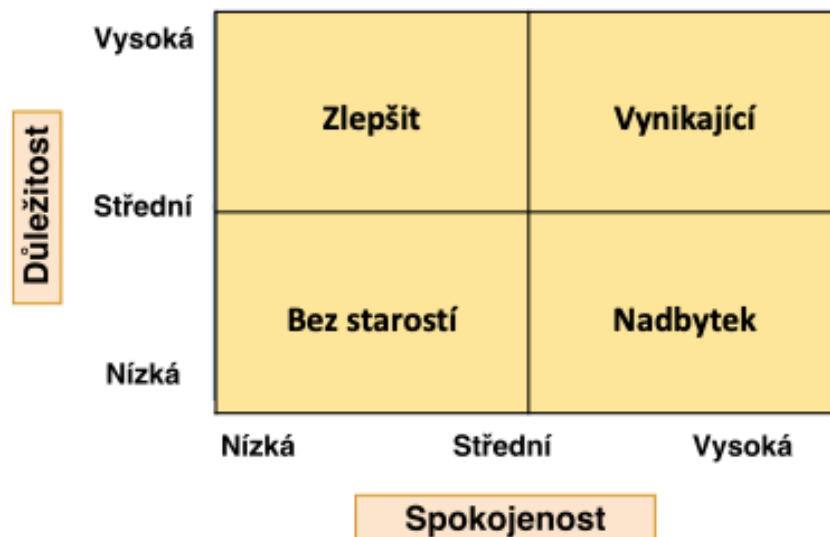 Vysoká
Zlepšit
Vynikající
Důležitost
Střední
Bez starostí
Nadbytek
Nízká
Nízká
Střední
Vysoká
Spokojenost